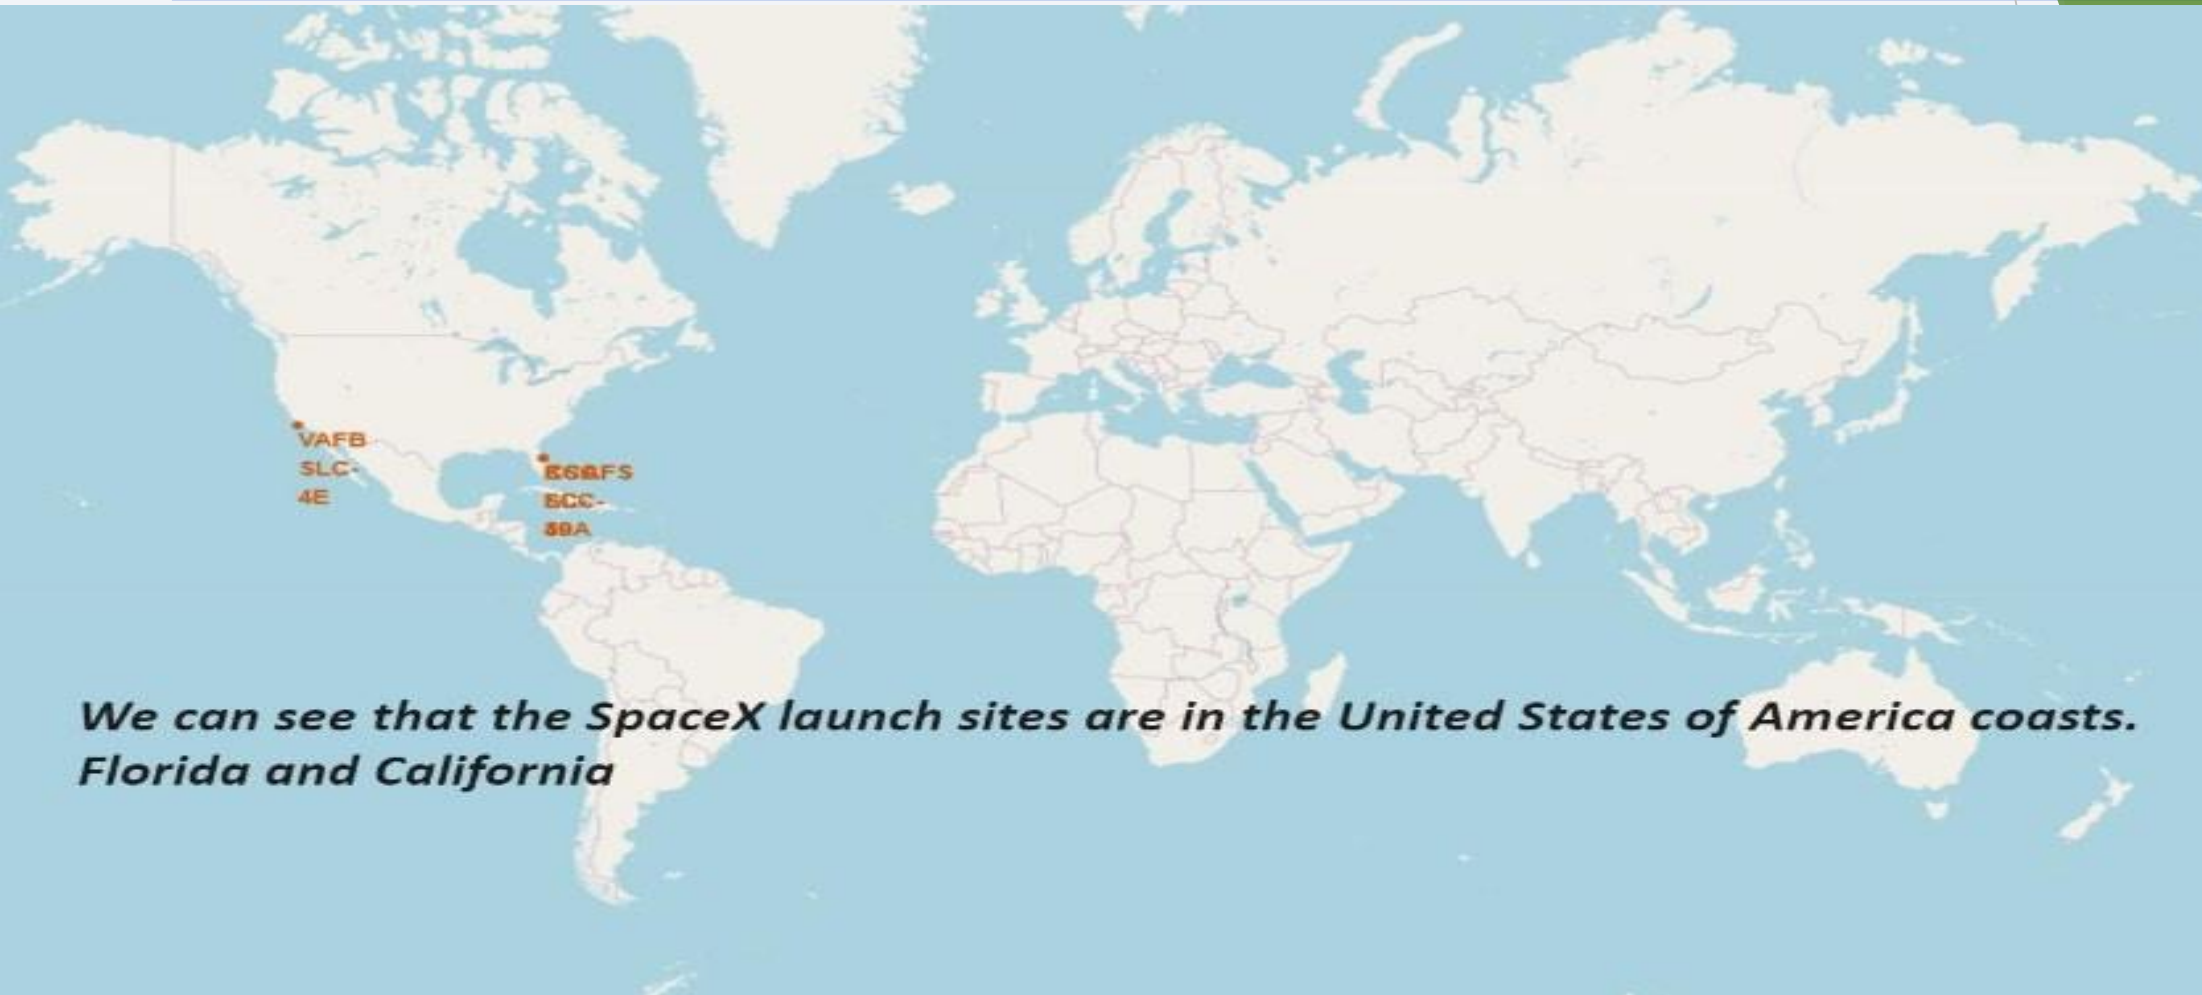 VAFB
SLC-
4E
We can see that the SpaceX launch sites are in the United States of America coasts.
Florida and California